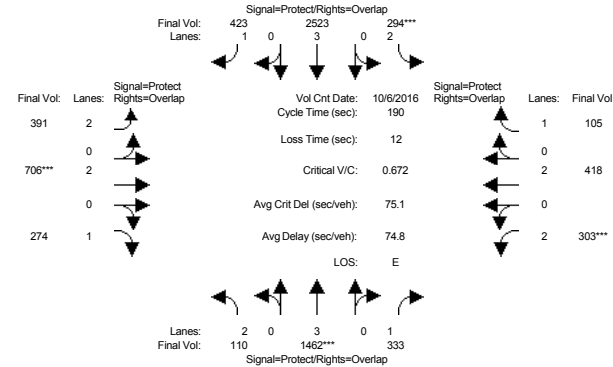 Signal=Protect/Rights=Overlap
Final Vol: 423 2523 294***
Lanes: 1 0 3 0 2
Signal=Protect
Final Vol: Lanes: Rights=Overlap
Vol Cnt Date: 10/6/2016
Signal=Protect
Rights=Overlap Lanes: Final Vol
Cycle Time (sec): 190
391 2 1 105
Loss Time (sec): 12
0 0
706*** 2 Critical V/C: 0.672 2 418
0 Avg Crit Del (sec/veh): 75.1 0
274 1 Avg Delay (sec/veh): 74.8 2 303***
LOS: E
Lanes: 2 0 3 0 1
Final Vol: 110 1462*** 333
Signal=Protect/Rights=Overlap